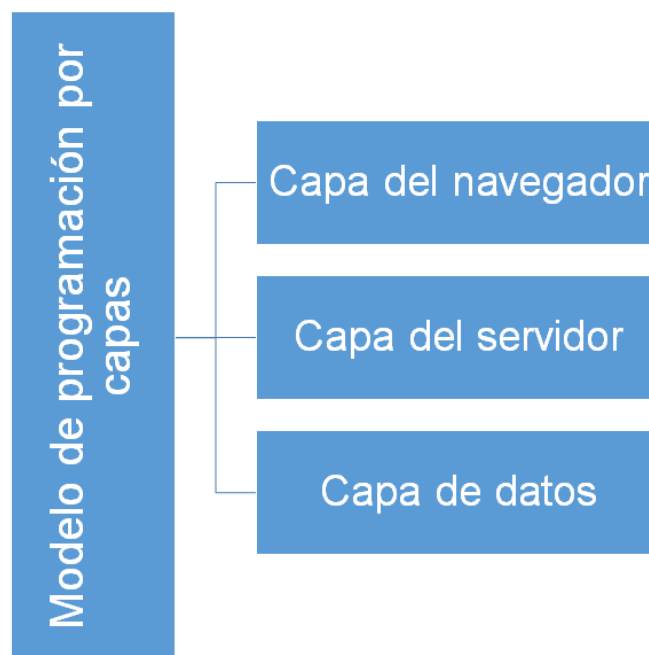 Modelo de programación por
capas
Capa del navegador
Capa del servidor
Capa de datos